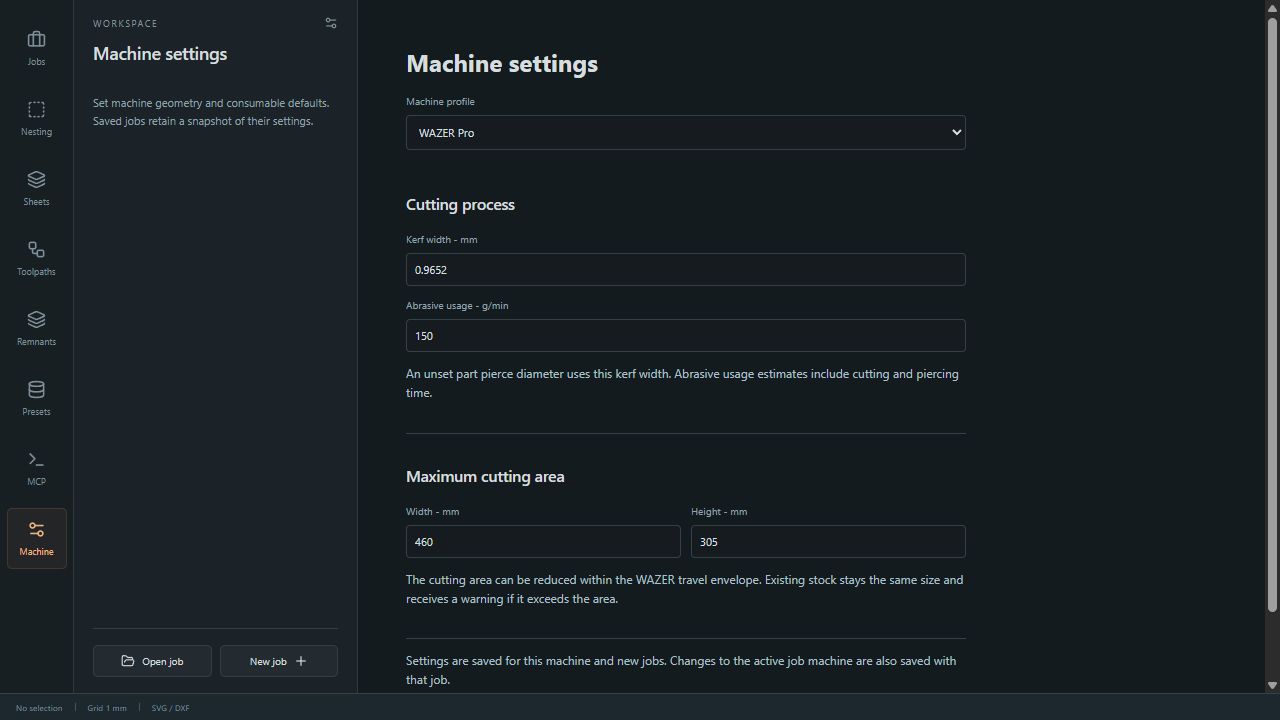 Jobs
Nesting
Sheets
Toolpaths
Remnants
Presets
MCP
Machine
WORKSPACE
Machine settings
Set machine geometry and consumable defaults.
Saved jobs retain a snapshot of their settings.
Open job
New job
Machine settings
Machine profile
WAZER Pro
Cutting process
Kerf width - mm
0.9652
Abrasive usage - g/min
150
An unset part pierce diameter uses this kerf width. Abrasive usage estimates include cutting and piercing
time.
Maximum cutting area
Width - mm
Height - mm
460
305
The cutting area can be reduced within the WAZER travel envelope. Existing stock stays the same size and
receives a warning if it exceeds the area.
Settings are saved for this machine and new jobs. Changes to the active job machine are also saved with
that job.
No selection
Grid 1 mm
SVG / DXF